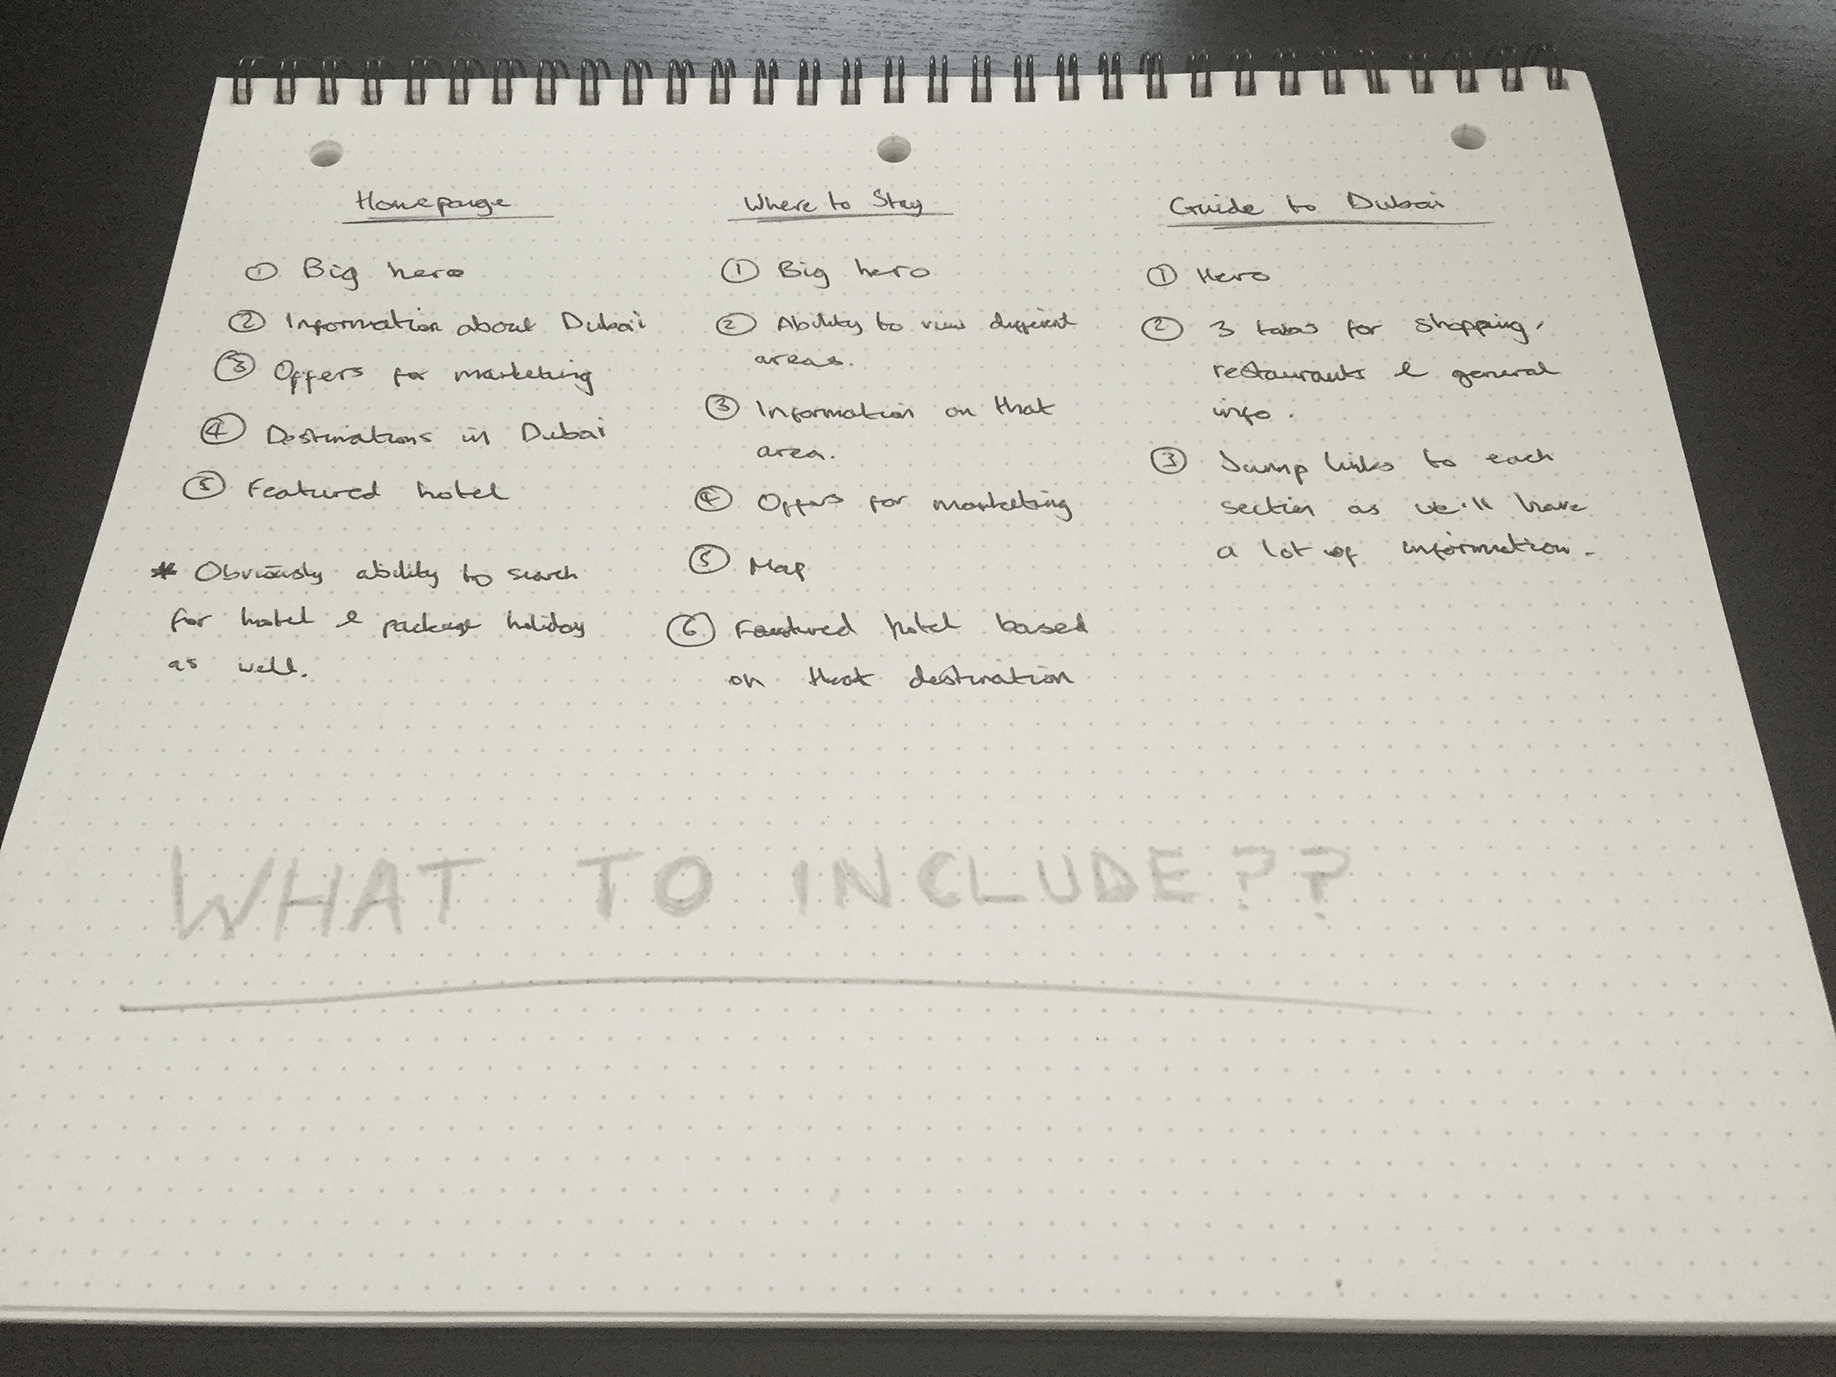 Homepage
① Big hero
② Information about Dubai
③ Offers for marketing
④ Destinations in Dubai
⑤ Featured hotel
* Obviously ability to search
for hotel & package holiday
as well.
Where to Stay
① Big hero
② Ability to view different
areas.
③ Information on that
area.
④ Offers for marketing
⑤ Map
⑥ Featured hotel based
on that destination
Guide to Dubai
① Hero
② 3 tabs for shopping,
restaurants & general
info.
③ Jump links to each
section as we'll have
a lot of information.
WHAT TO INCLUDE??